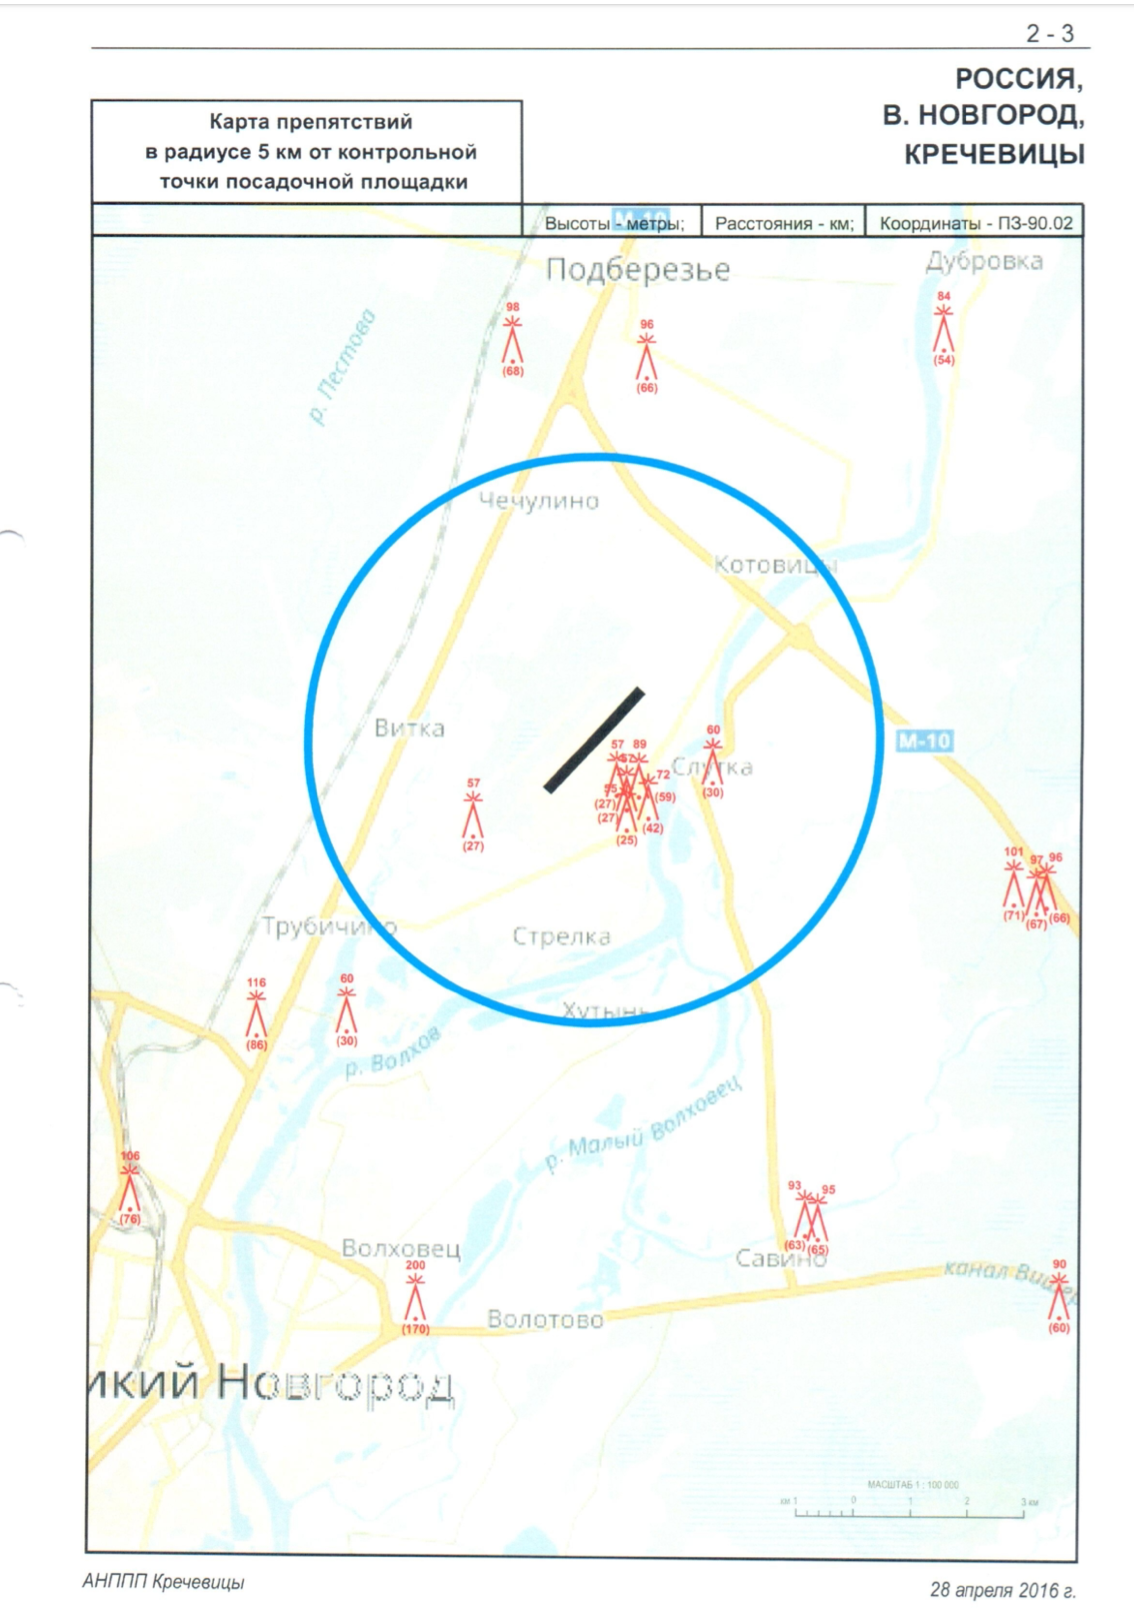 2 - 3
РОССИЯ,
В. НОВГОРОД,
КРЕЧЕВИЦЫ
Карта препятствий
в радиусе 5 км от контрольной
точки посадочной площадки
Высоты - метры;
Расстояния - км;
Координаты - ПЗ-90.02
М-10
Подберезье
Дубровка
98
(68)
96
(66)
84
(54)
р. Пестова
Чечулино
Котовицы
Витка
М-10
Слутка
60
(30)
57
89
57
72
55
(27)
(59)
(27)
(42)
(25)
57
(27)
101
97
96
(71)
(67)
(66)
Трубичино
Стрелка
Хутынь
116
(86)
60
(30)
р. Волхов
р. Малый Волховец
106
(76)
93
95
(63)
(65)
Савино
Волховец
200
(170)
Волотово
канал Вишер
90
(60)
икий Новгород
МАСШТАБ 1 : 100 000
км 1
0
1
2
3 км
АНППП Кречевицы
28 апреля 2016 г.